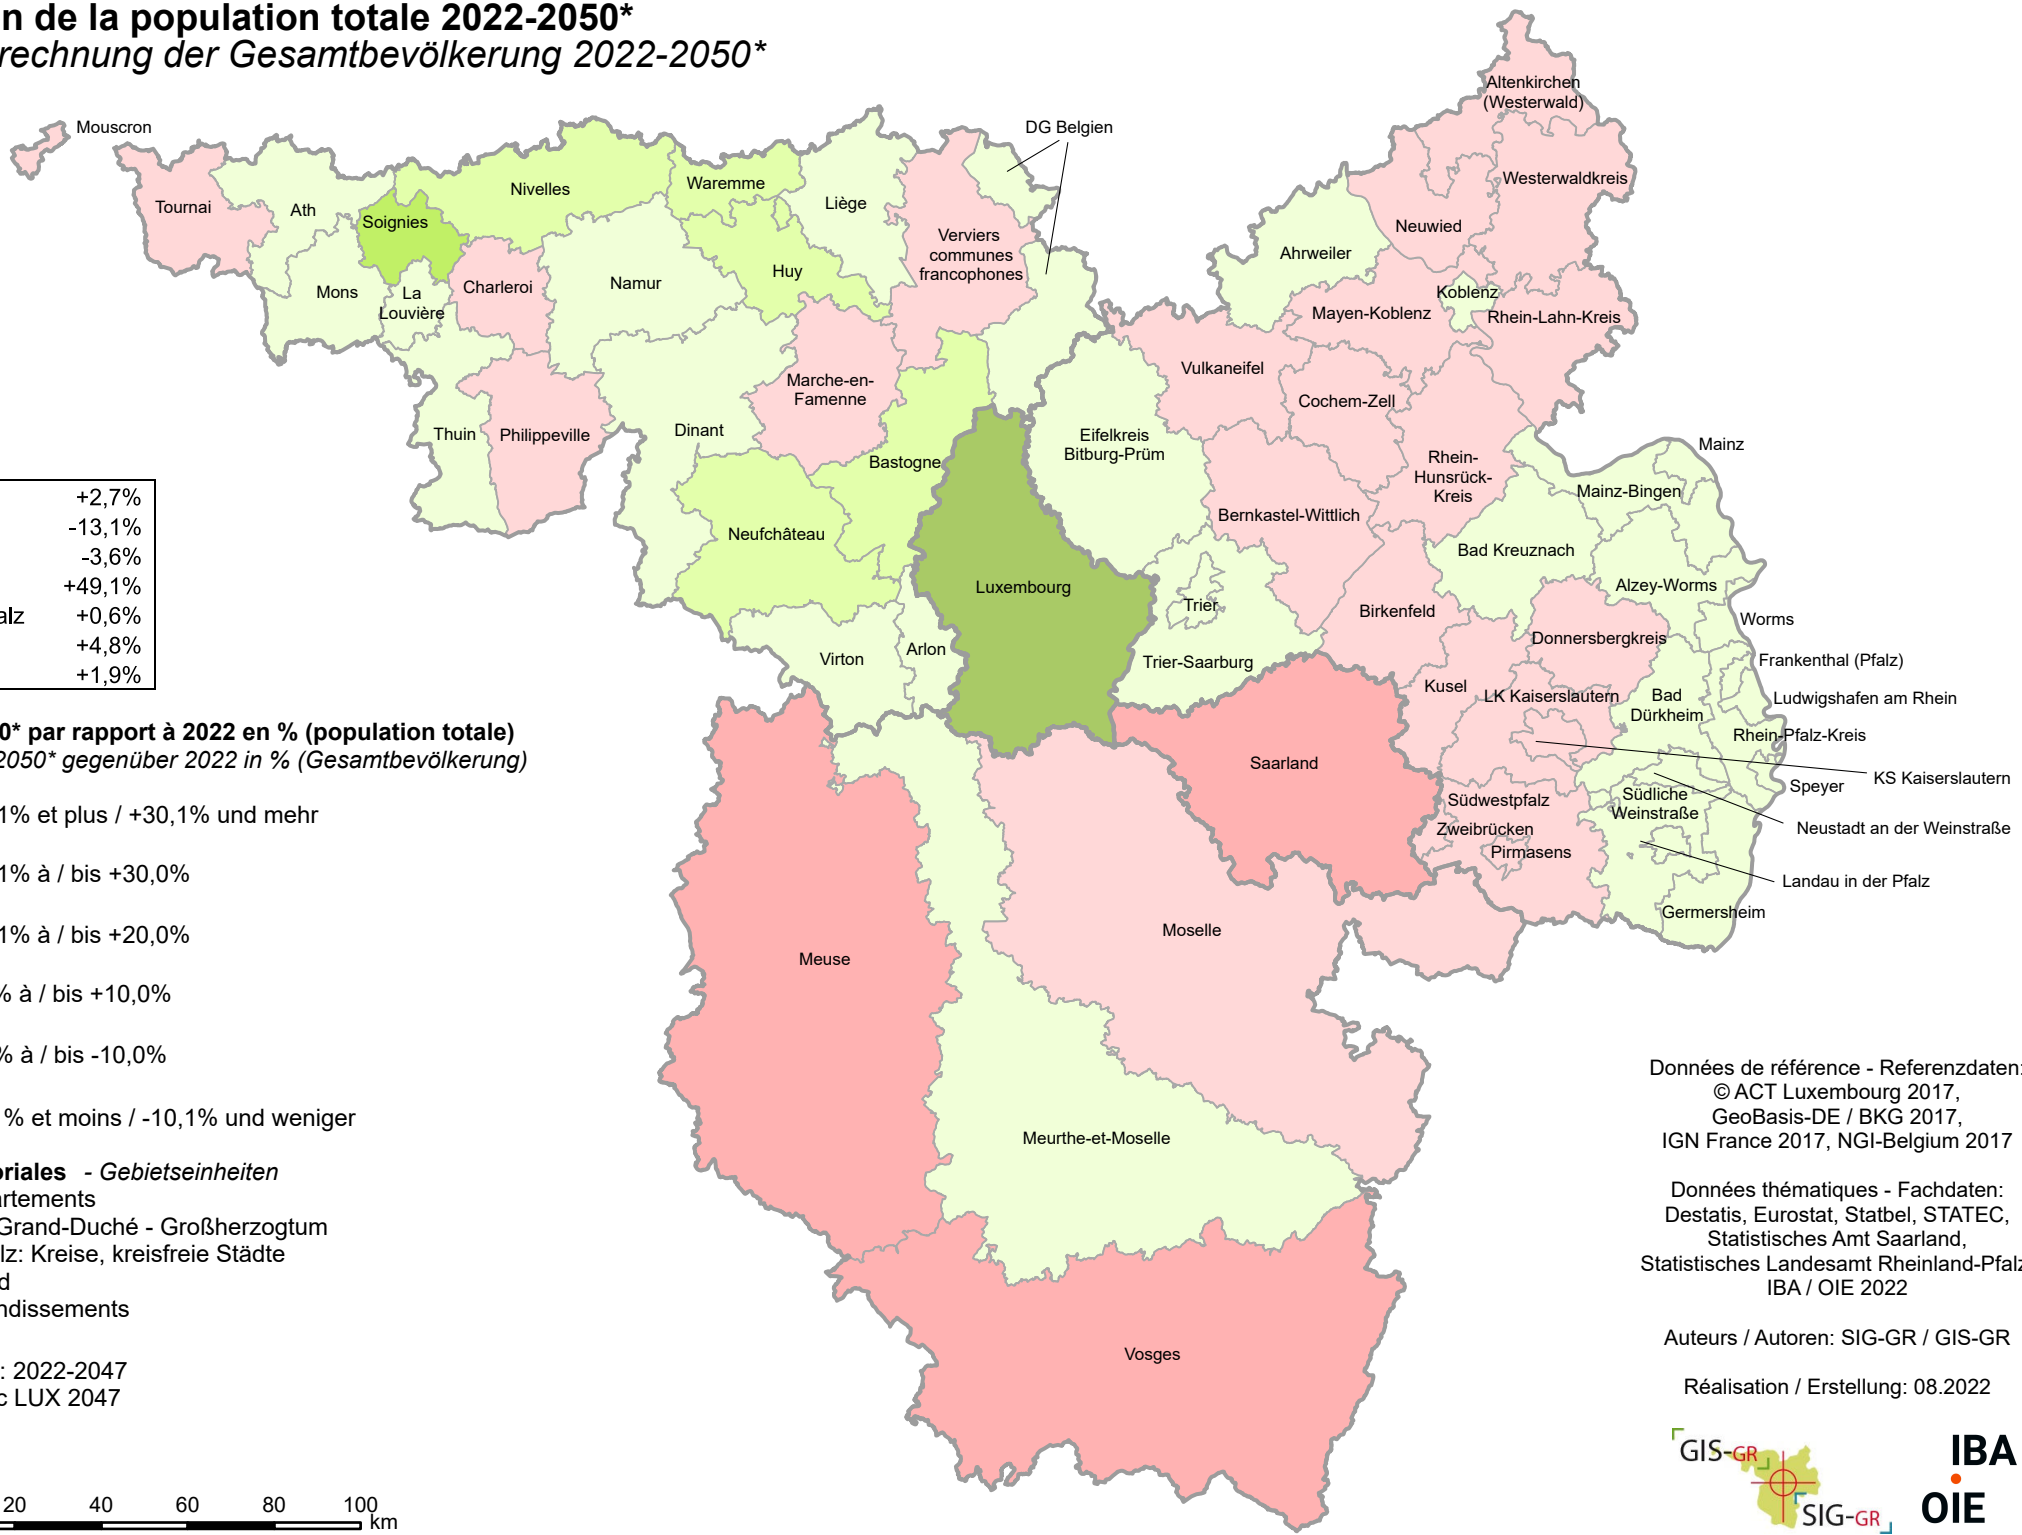 n de la population totale 2022-2050*
rechnung der Gesamtbevölkerung 2022-2050*
Mouscron
Tournai
Ath
Soignies
Nivelles
Waremme
Liège
DG Belgien
Verviers
communes
francophones
Mons
La
Louvière
Charleroi
Namur
Huy
Marche-en-
Famenne
Thuin
Philippeville
Dinant
Bastogne
Neufchâteau
Virton
Arlon
Luxembourg
Altenkirchen
(Westerwald)
Westerwaldkreis
Neuwied
Ahrweiler
Koblenz
Mayen-Koblenz
Rhein-Lahn-Kreis
Vulkaneifel
Cochem-Zell
Eifelkreis
Bitburg-Prüm
Rhein-
Hunsrück-
Kreis
Bernkastel-Wittlich
Mainz
Mainz-Bingen
Bad Kreuznach
Alzey-Worms
Trier
Birkenfeld
Worms
Donnersbergkreis
Trier-Saarburg
Frankenthal (Pfalz)
Kusel
LK Kaiserslautern
Bad
Dürkheim
Ludwigshafen am Rhein
Rhein-Pfalz-Kreis
Saarland
KS Kaiserslautern
Speyer
Südwestpfalz
Südliche
Weinstraße
Zweibrücken
Neustadt an der Weinstraße
Pirmasens
Landau in der Pfalz
Germersheim
Moselle
Meuse
Meurthe-et-Moselle
Vosges
+2,7%
-13,1%
-3,6%
+49,1%
alz +0,6%
+4,8%
+1,9%
0* par rapport à 2022 en % (population totale)
2050* gegenüber 2022 in % (Gesamtbevölkerung)
1% et plus / +30,1% und mehr
1% à / bis +30,0%
1% à / bis +20,0%
% à / bis +10,0%
% à / bis -10,0%
% et moins / -10,1% und weniger
oriales - Gebietseinheiten
artements
Grand-Duché - Großherzogtum
lz: Kreise, kreisfreie Städte
d
ndissements
: 2022-2047
c LUX 2047
20 40 60 80 100
km
Données de référence - Referenzdaten:
© ACT Luxembourg 2017,
GeoBasis-DE / BKG 2017,
IGN France 2017, NGI-Belgium 2017
Données thématiques - Fachdaten:
Destatis, Eurostat, Statbel, STATEC,
Statistisches Amt Saarland,
Statistisches Landesamt Rheinland-Pfalz
IBA / OIE 2022
Auteurs / Autoren: SIG-GR / GIS-GR
Réalisation / Erstellung: 08.2022
GIS-GR
SIG-GR
IBA
OIE